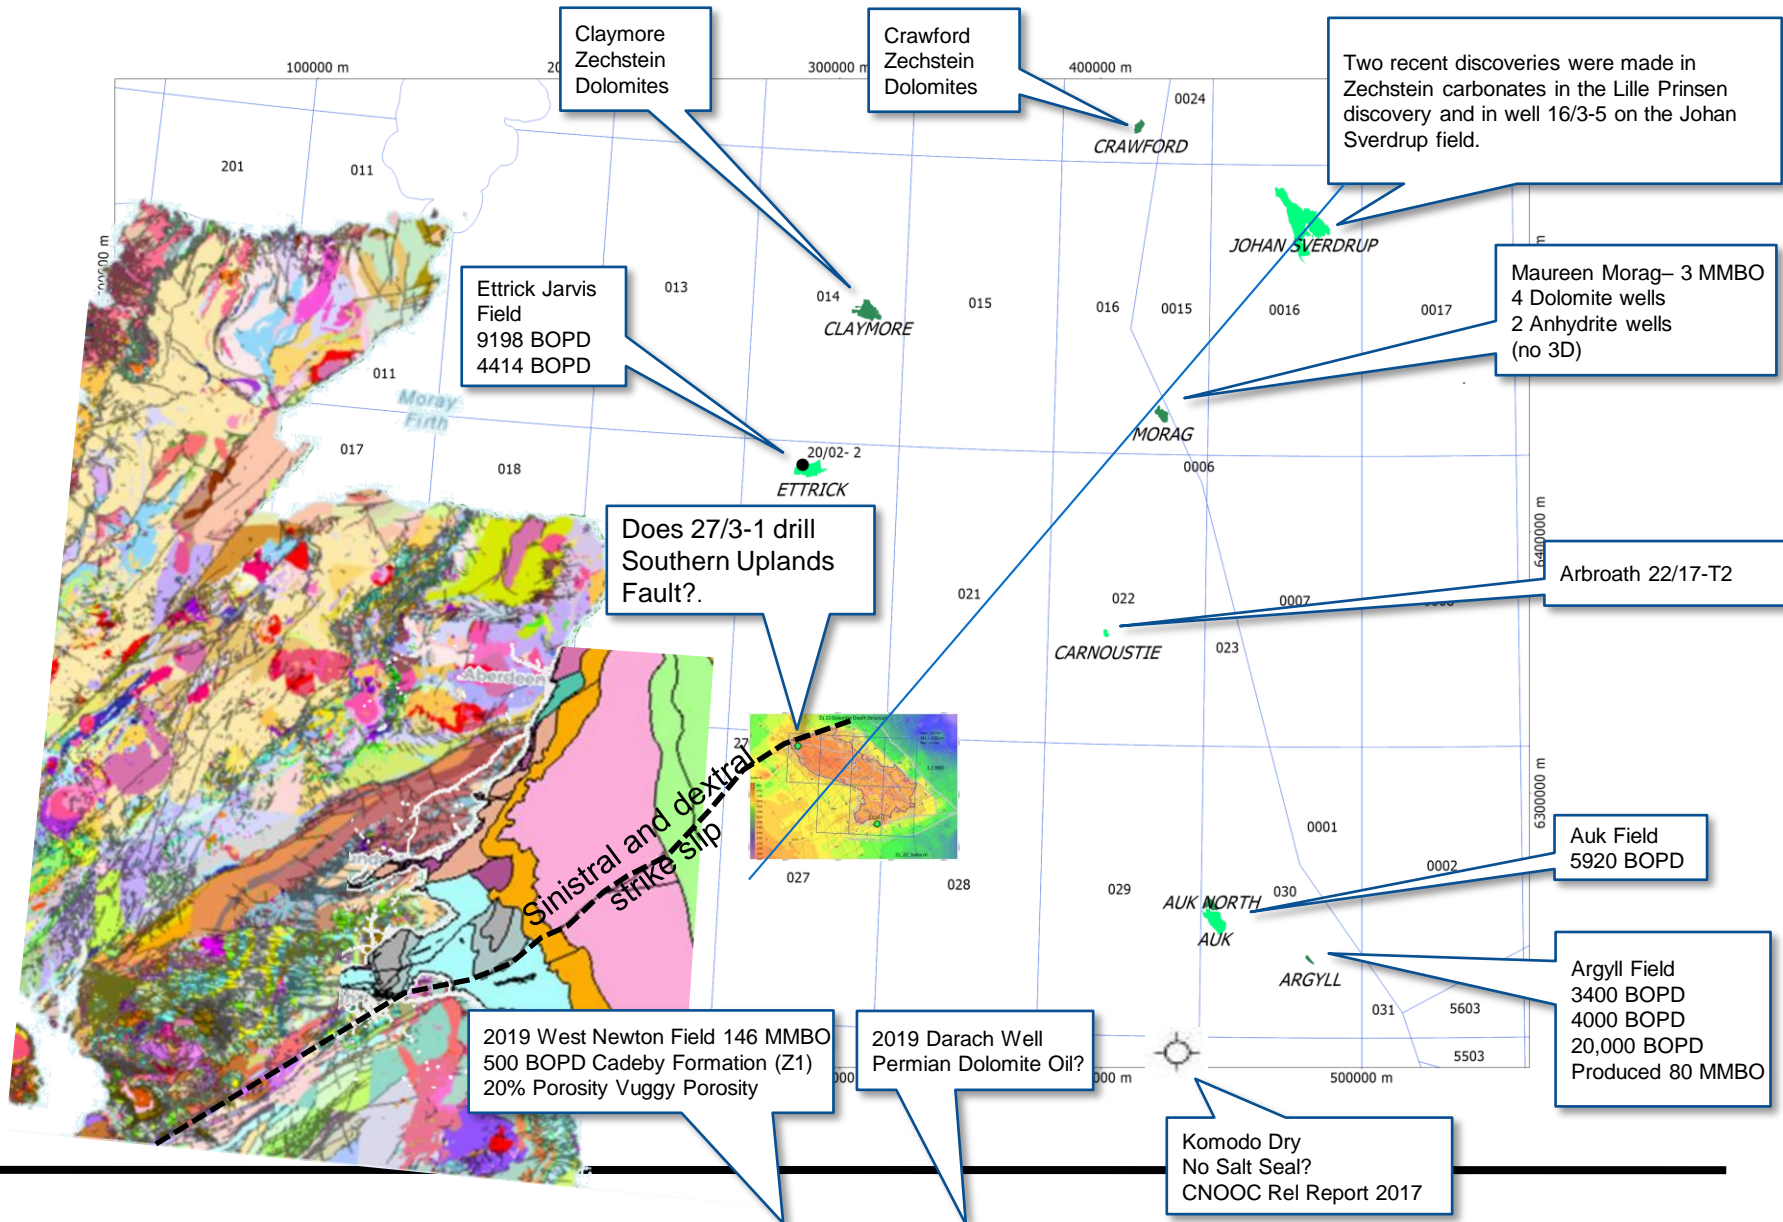 Claymore
Zechstein
Dolomites
Crawford
Zechstein
Dolomites
Two recent discoveries were made in
Zechstein carbonates in the Lille Prinsen
discovery and in well 16/3-5 on the Johan
Sverdrup field.
100000 m
300000 m
400000 m
0024
CRAWFORD
201
011
JOHAN SVERDRUP
Ettrick Jarvis
Field
9198 BOPD
4414 BOPD
013
014
CLAYMORE
015
016
0015
0016
0017
Maureen Morag– 3 MMBO
4 Dolomite wells
2 Anhydrite wells
(no 3D)
011
Moray
Firth
017
018
MORAG
20/02- 2
ETTRICK
0006
6400000 m
Does 27/3-1 drill
Southern Uplands
Fault?.
021
022
0007
CARNOUSTIE
023
Arbroath 22/17-T2
Aberdeen
27
Sinistral and dextral
strike slip
027
028
029
030
0001
0002
6300000 m
Auk Field
5920 BOPD
AUK NORTH
AUK
ARGYLL
031
5603
5503
Argyll Field
3400 BOPD
4000 BOPD
20,000 BOPD
Produced 80 MMBO
2019 West Newton Field 146 MMBO
500 BOPD Cadeby Formation (Z1)
20% Porosity Vuggy Porosity
2019 Darach Well
Permian Dolomite Oil?
500000 m
Komodo Dry
No Salt Seal?
CNOOC Rel Report 2017